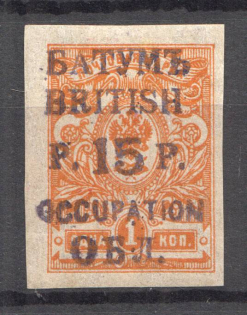 БАТУМЪ
BRITISH
Р. 15 Р.
OCCUPATION
ОБЛ.
1 КОП.